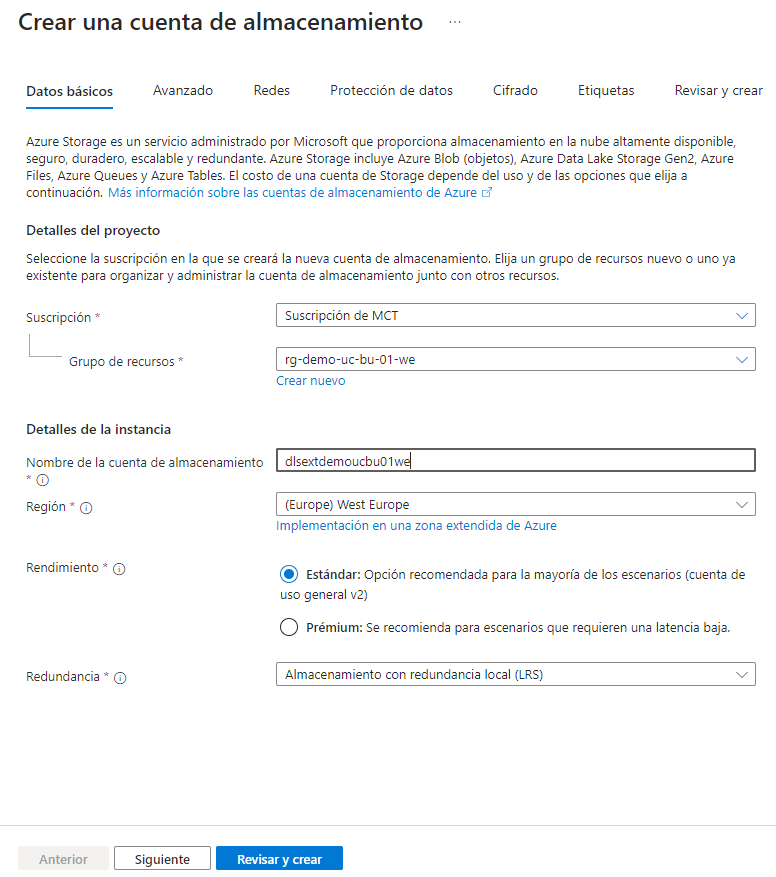 Crear una cuenta de almacenamiento ...
Datos básicos Avanzado Redes Protección de datos Cifrado Etiquetas Revisar y crear
Azure Storage es un servicio administrado por Microsoft que proporciona almacenamiento en la nube altamente disponible,
seguro, duradero, escalable y redundante. Azure Storage incluye Azure Blob (objetos), Azure Data Lake Storage Gen2, Azure
Files, Azure Queues y Azure Tables. El costo de una cuenta de Storage depende del uso y de las opciones que elija a
continuación. Más información sobre las cuentas de almacenamiento de Azure
Detalles del proyecto
Seleccione la suscripción en la que se creará la nueva cuenta de almacenamiento. Elija un grupo de recursos nuevo o uno ya
existente para organizar y administrar la cuenta de almacenamiento junto con otros recursos.
Suscripción * Suscripción de MCT
Grupo de recursos * rg-demo-uc-bu-01-we
Crear nuevo
Detalles de la instancia
Nombre de la cuenta de almacenamiento dlsextdemoucbu01we
*
Región * (Europe) West Europe
Implementación en una zona extendida de Azure
Rendimiento * Estándar: Opción recomendada para la mayoría de los escenarios (cuenta de
uso general v2)
Prémium: Se recomienda para escenarios que requieren una latencia baja.
Redundancia * Almacenamiento con redundancia local (LRS)
Anterior Siguiente Revisar y crear